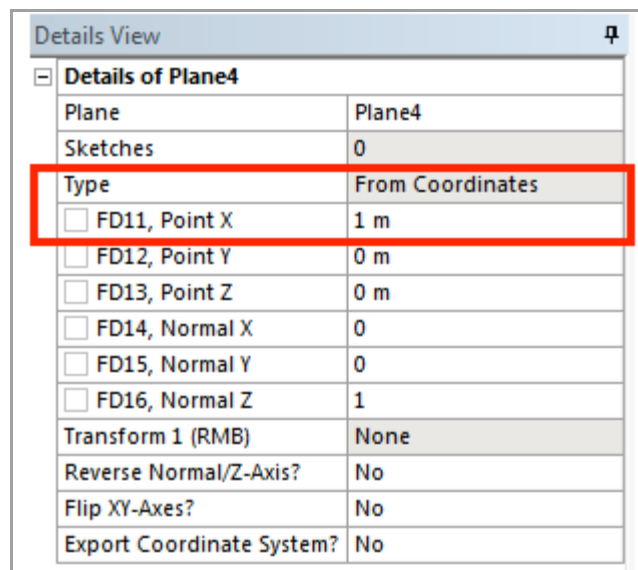 Details View
Details of Plane4
Plane Plane4
Sketches 0
Type From Coordinates
FD11, Point X 1 m
FD12, Point Y 0 m
FD13, Point Z 0 m
FD14, Normal X 0
FD15, Normal Y 0
FD16, Normal Z 1
Transform 1 (RMB) None
Reverse Normal/Z-Axis? No
Flip XY-Axes? No
Export Coordinate System? No